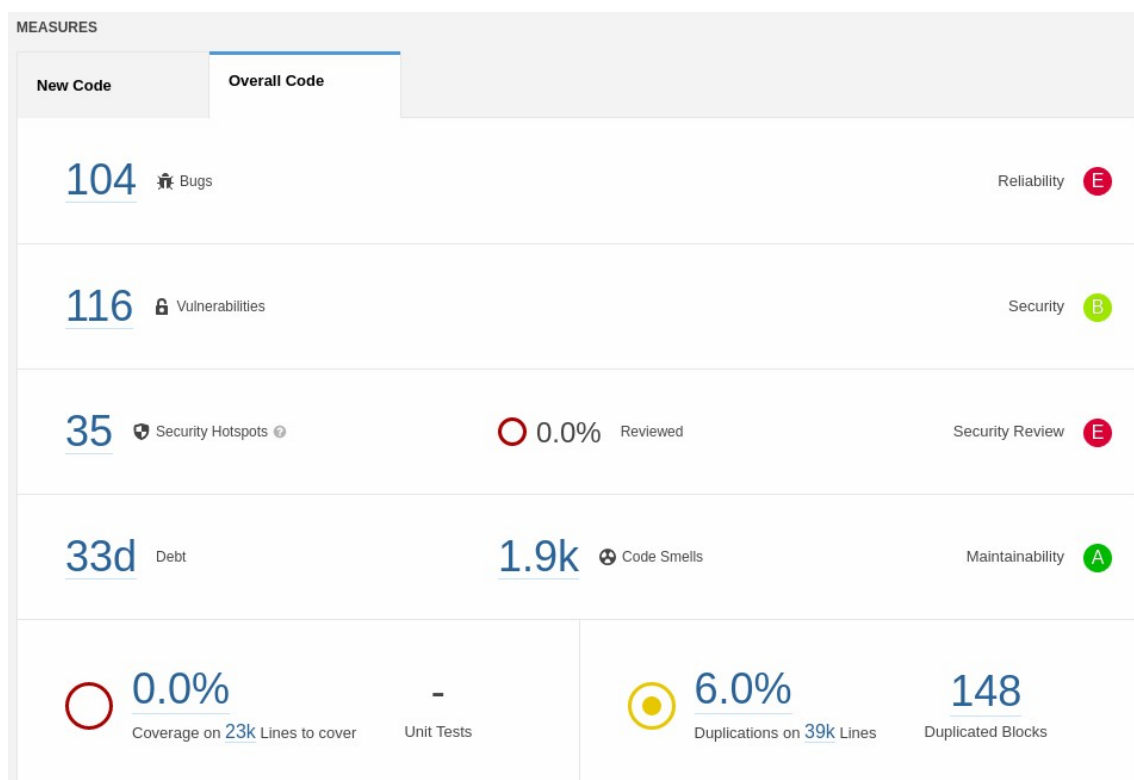 MEASURES
New Code
Overall Code
104 Bugs Reliability E
116 Vulnerabilities Security B
35 Security Hotspots ? 0.0% Reviewed Security Review E
33d Debt 1.9k Code Smells Maintainability A
0.0% - 6.0% 148
Coverage on 23k Lines to cover Unit Tests Duplications on 39k Lines Duplicated Blocks